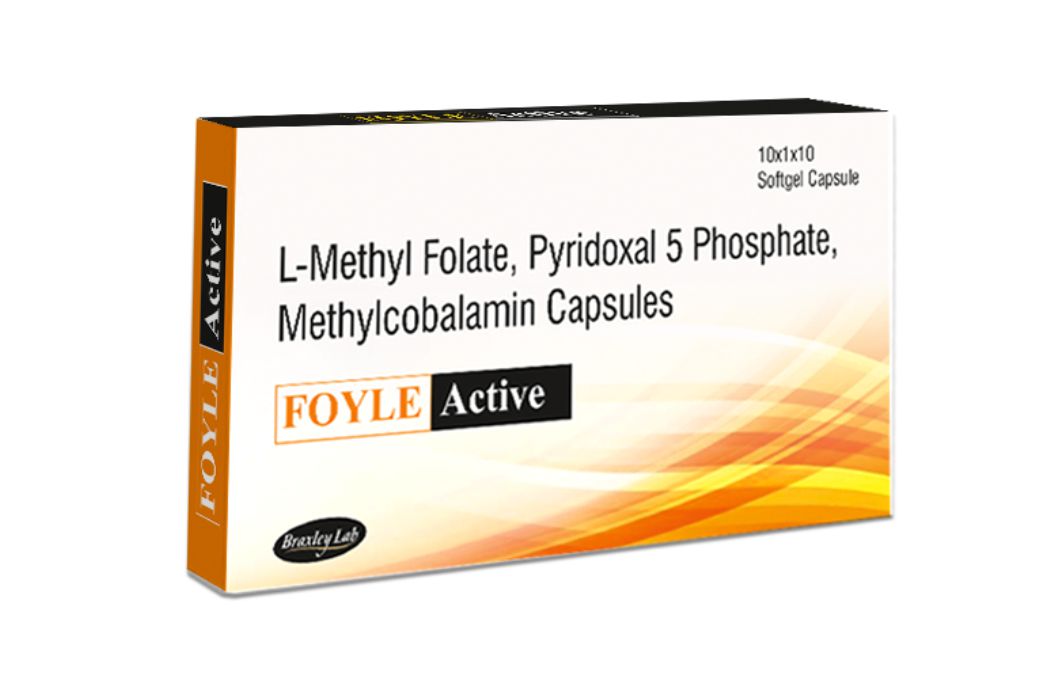 10x1x10
Softgel Capsule
L-Methyl Folate, Pyridoxal 5 Phosphate,
Methylcobalamin Capsules
FOYLE Active
Braxley Lab
FOYLE Active